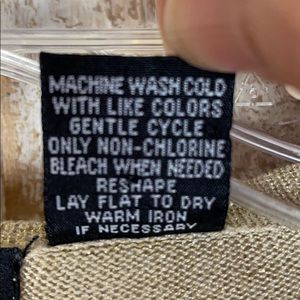 MACHINE WASH COLD
WITH LIKE COLORS
GENTLE CYCLE
ONLY NON-CHLORINE
BLEACH WHEN NEEDED
RESHAPE
LAY FLAT TO DRY
WARM IRON
IF NECESSARY